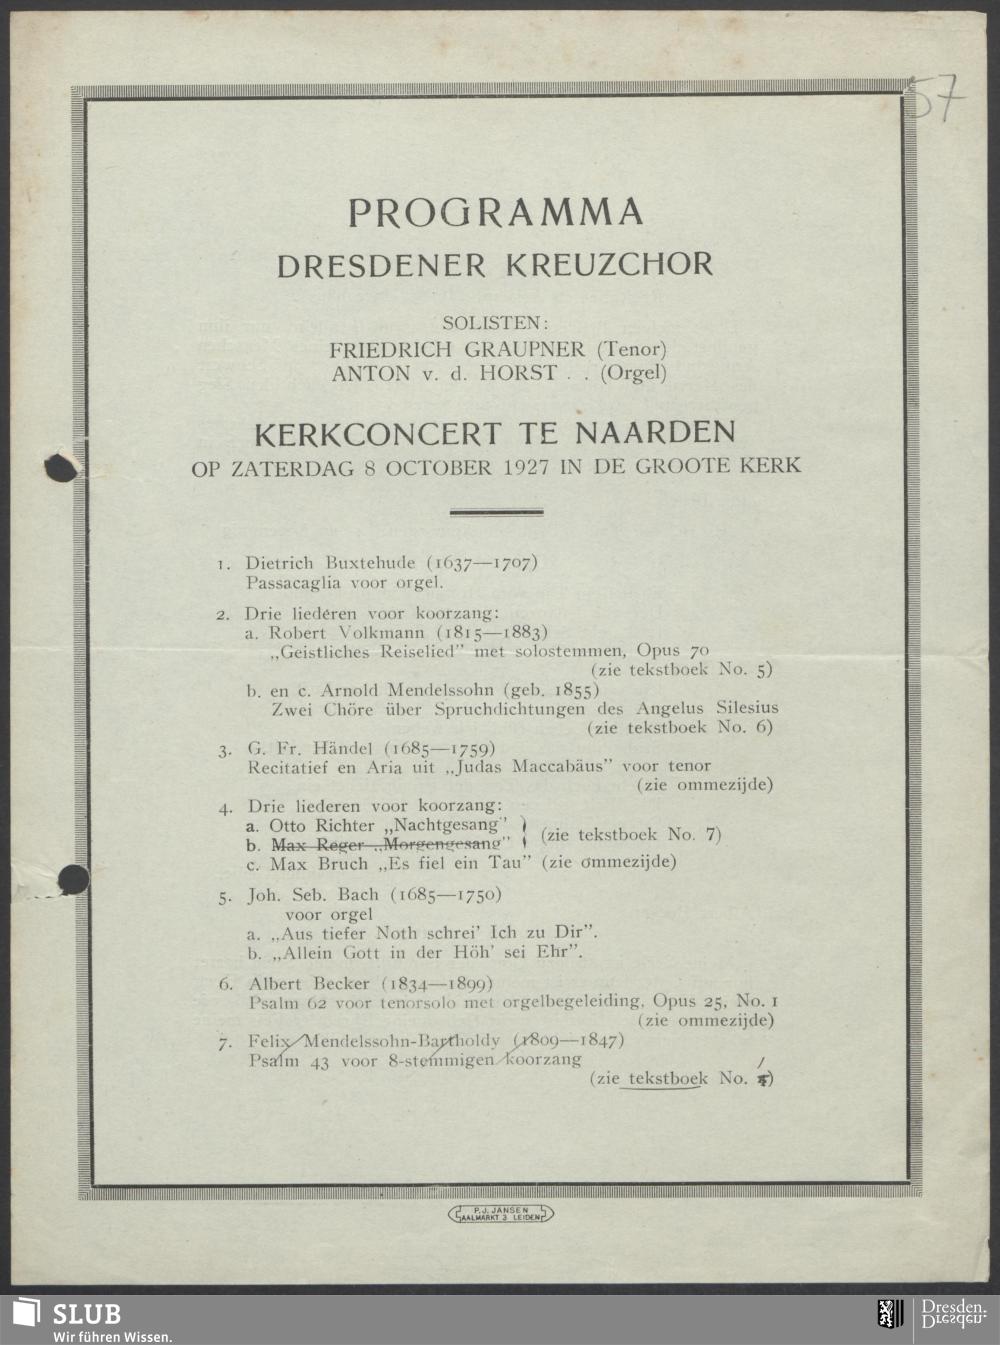 57
PROGRAMMA
DRESDENER KREUZCHOR
SOLISTEN:
FRIEDRICH GRAUPNER (Tenor)
ANTON v. d. HORST . . (Orgel)
KERKCONCERT TE NAARDEN
OP ZATERDAG 8 OCTOBER 1927 IN DE GROOTE KERK
1. Dietrich Buxtehude (1637—1707)
Passacaglia voor orgel.
2. Drie liederen voor koorzang:
a. Robert Volkmann (1815—1883)
„Geistliches Reiselied” met solostemmen, Opus 70
(zie tekstboek No. 5)
b. en c. Arnold Mendelssohn (geb. 1855)
Zwei Chöre über Spruchdichtungen des Angelus Silesius
(zie tekstboek No. 6)
3. G. Fr. Händel (1685—1759)
Recitatief en Aria uit „Judas Maccabäus” voor tenor
(zie ommezijde)
4. Drie liederen voor koorzang:
a. Otto Richter „Nachtgesang”
b. Max Reger „Morgengesang” (zie tekstboek No. 7)
c. Max Bruch „Es fiel ein Tau” (zie ommezijde)
5. Joh. Seb. Bach (1685—1750)
voor orgel
a. „Aus tiefer Noth schrei' Ich zu Dir”.
b. „Allein Gott in der Höh' sei Ehr”.
6. Albert Becker (1834—1899)
Psalm 62 voor tenorsolo met orgelbegeleiding, Opus 25, No. 1
(zie ommezijde)
7. Felix Mendelssohn-Bartholdy (1809—1847)
Psalm 43 voor 8-stemmigen koorzang
(zie tekstboek No. )
P. J. JANSEN
AALMARKT 3 LEIDEN
SLUB
Wir führen Wissen.
Dresden.
Dresden.